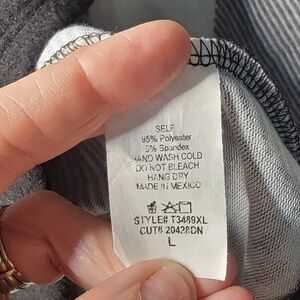 SELF
95% Polyester
5% Spandex
HAND WASH COLD
DO NOT BLEACH
HANG DRY
MADE IN MEXICO
STYLE# T3489XL
CUT# 20428DN
L